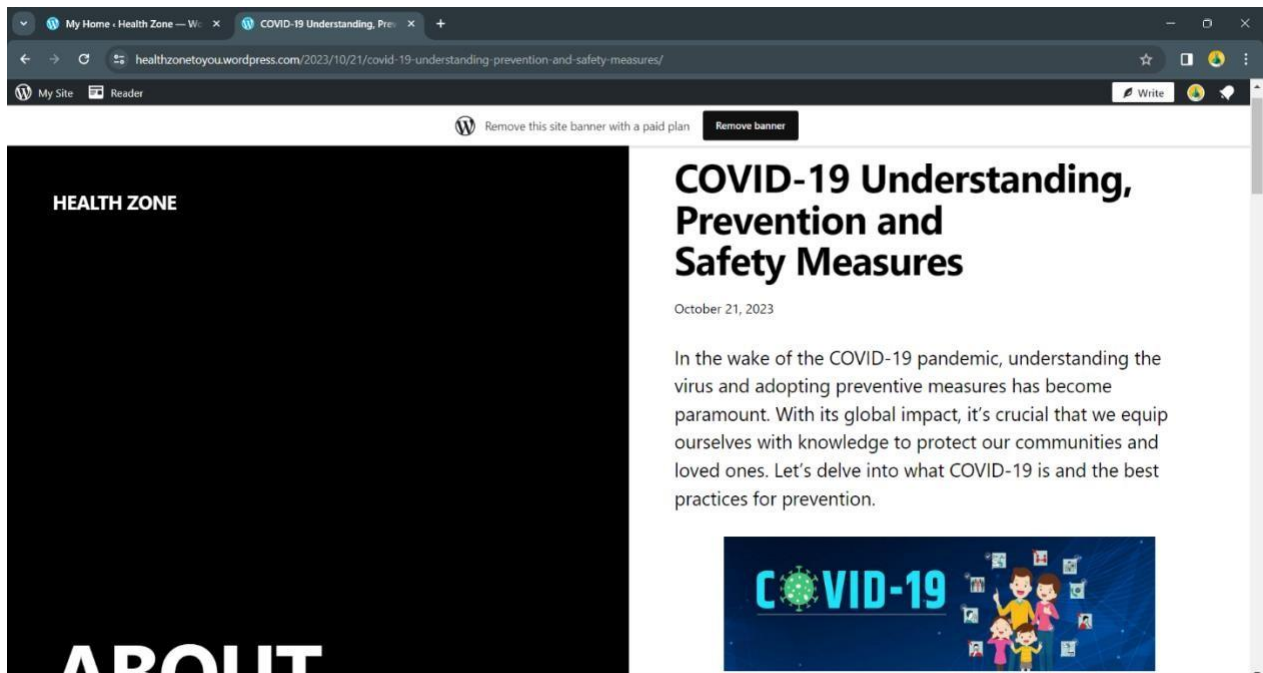 My Home ‹ Health Zone — Wo
COVID-19 Understanding, Prev
healthzonetoyou.wordpress.com/2023/10/21/covid-19-understanding-prevention-and-safety-measures/
My Site Reader Write
Remove this site banner with a paid plan Remove banner
HEALTH ZONE
COVID-19 Understanding,
Prevention and
Safety Measures
October 21, 2023
In the wake of the COVID-19 pandemic, understanding the
virus and adopting preventive measures has become
paramount. With its global impact, it’s crucial that we equip
ourselves with knowledge to protect our communities and
loved ones. Let’s delve into what COVID-19 is and the best
practices for prevention.
COVID-19
ABOUT